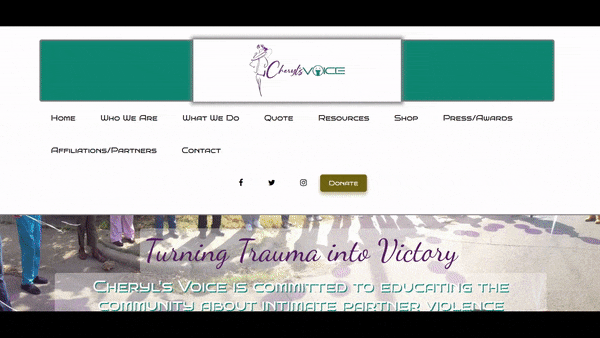 Cheryl's VOICE
Home Who We Are What We Do Quote Resources Shop Press/Awards
Affiliations/Partners Contact
Donate
Turning Trauma into Victory
Cheryl's Voice is committed to educating the
community about intimate partner violence